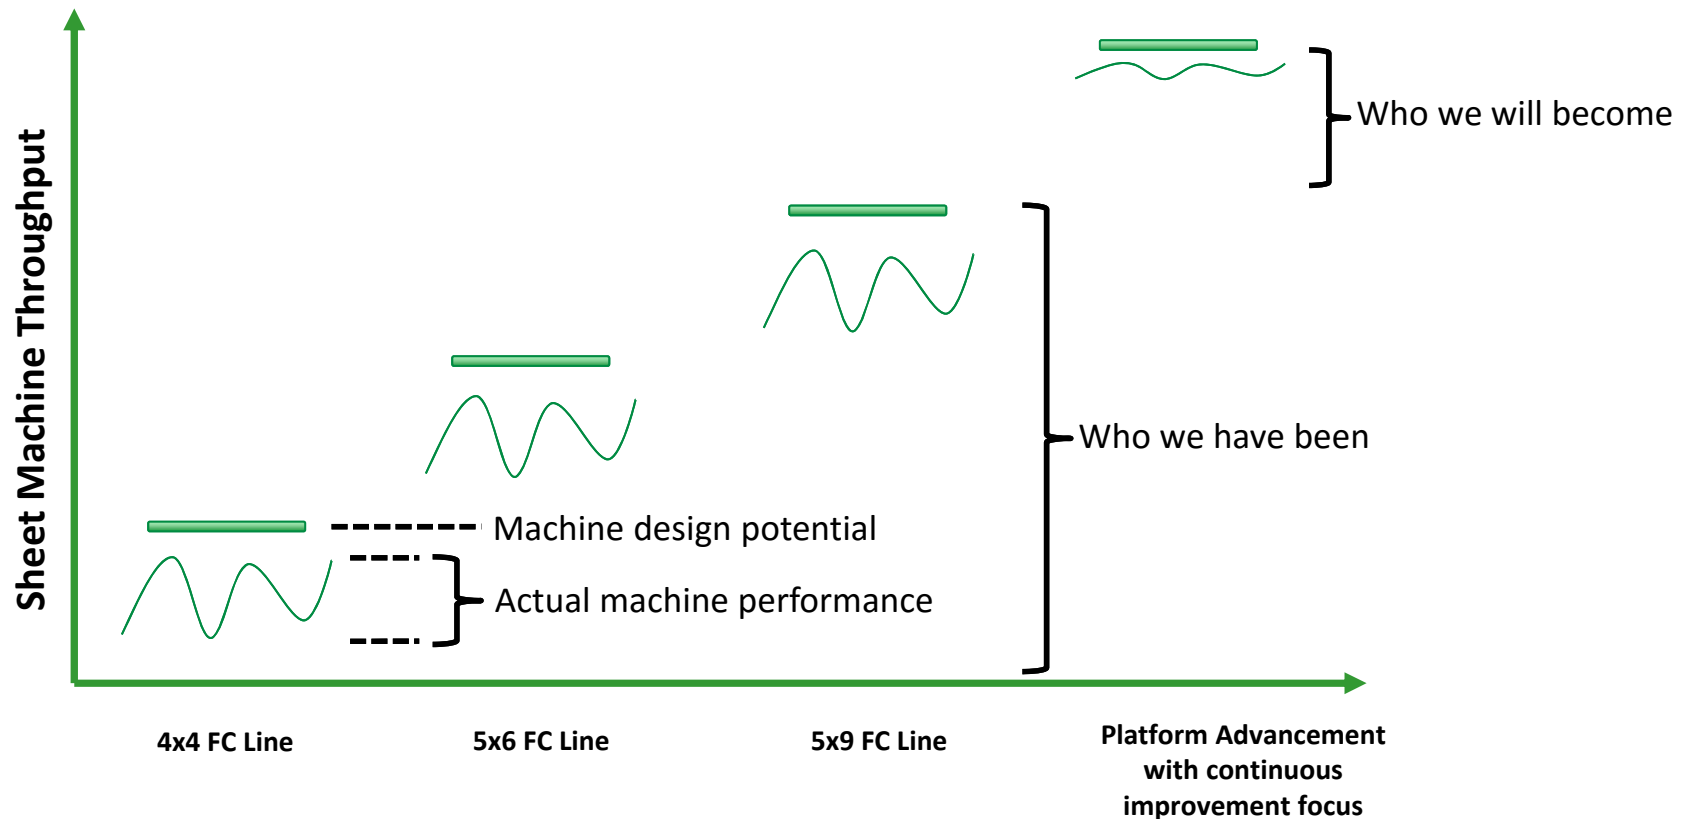 Sheet Machine Throughput
Who we will become
Who we have been
Machine design potential
Actual machine performance
4x4 FC Line
5x6 FC Line
5x9 FC Line
Platform Advancement
with continuous
improvement focus